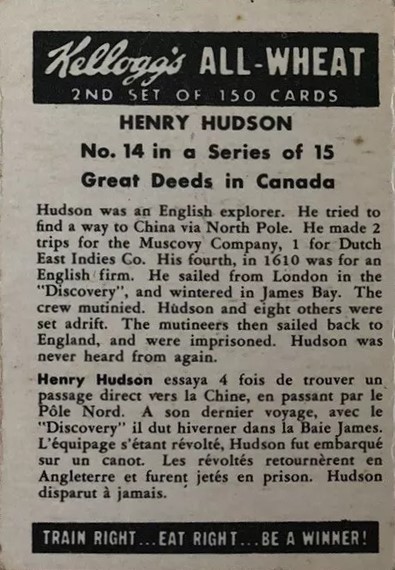 Kellogg's ALL-WHEAT
2ND SET OF 150 CARDS
HENRY HUDSON
No. 14 in a Series of 15
Great Deeds in Canada
Hudson was an English explorer. He tried to
find a way to China via North Pole. He made 2
trips for the Muscovy Company, 1 for Dutch
East Indies Co. His fourth, in 1610 was for an
English firm. He sailed from London in the
"Discovery", and wintered in James Bay. The
crew mutinied. Hudson and eight others were
set adrift. The mutineers then sailed back to
England, and were imprisoned. Hudson was
never heard from again.
Henry Hudson essaya 4 fois de trouver un
passage direct vers la Chine, en passant par le
Pôle Nord. A son dernier voyage, avec le
"Discovery" il dut hiverner dans la Baie James.
L'équipage s'étant révolté, Hudson fut embarqué
sur un canot. Les révoltés retournèrent en
Angleterre et furent jetés en prison. Hudson
disparut à jamais.
TRAIN RIGHT...EAT RIGHT...BE A WINNER!